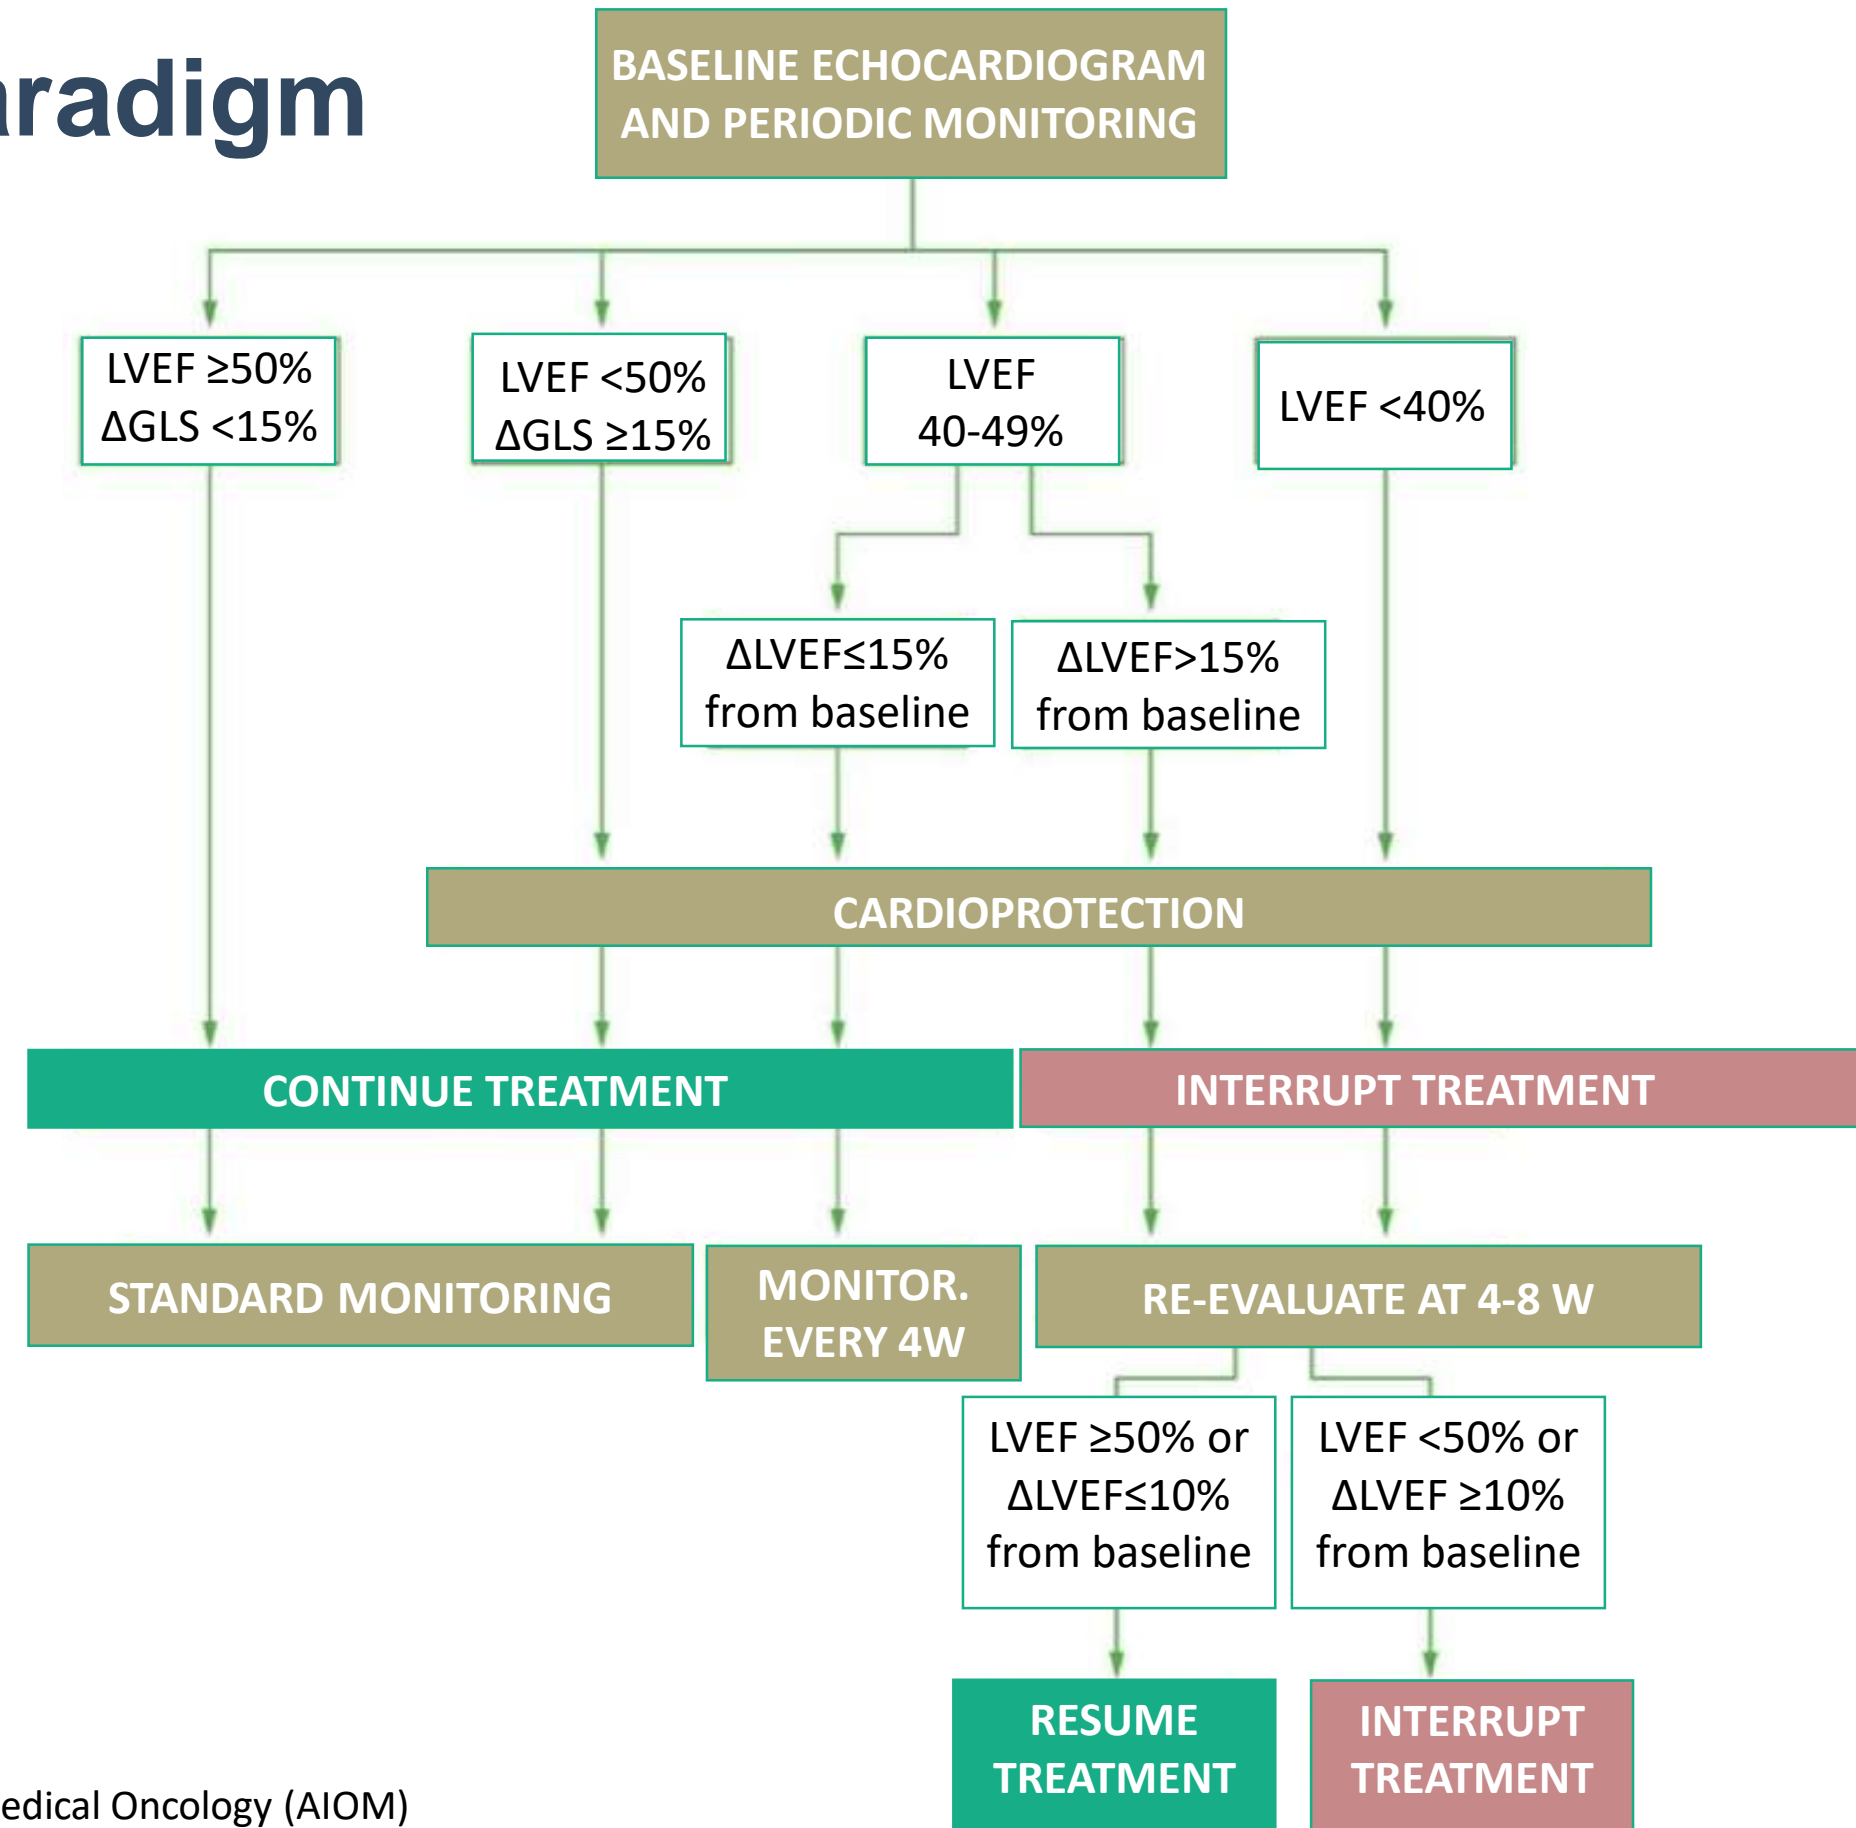 aradigm
BASELINE ECHOCARDIOGRAM
AND PERIODIC MONITORING
LVEF ≥50%
ΔGLS <15%
LVEF <50%
ΔGLS ≥15%
LVEF
40-49%
LVEF <40%
ΔLVEF≤15%
from baseline
ΔLVEF>15%
from baseline
CARDIOPROTECTION
CONTINUE TREATMENT
INTERRUPT TREATMENT
STANDARD MONITORING
MONITOR.
EVERY 4W
RE-EVALUATE AT 4-8 W
LVEF ≥50% or
ΔLVEF≤10%
from baseline
LVEF <50% or
ΔLVEF ≥10%
from baseline
RESUME
TREATMENT
INTERRUPT
TREATMENT
edical Oncology (AIOM)